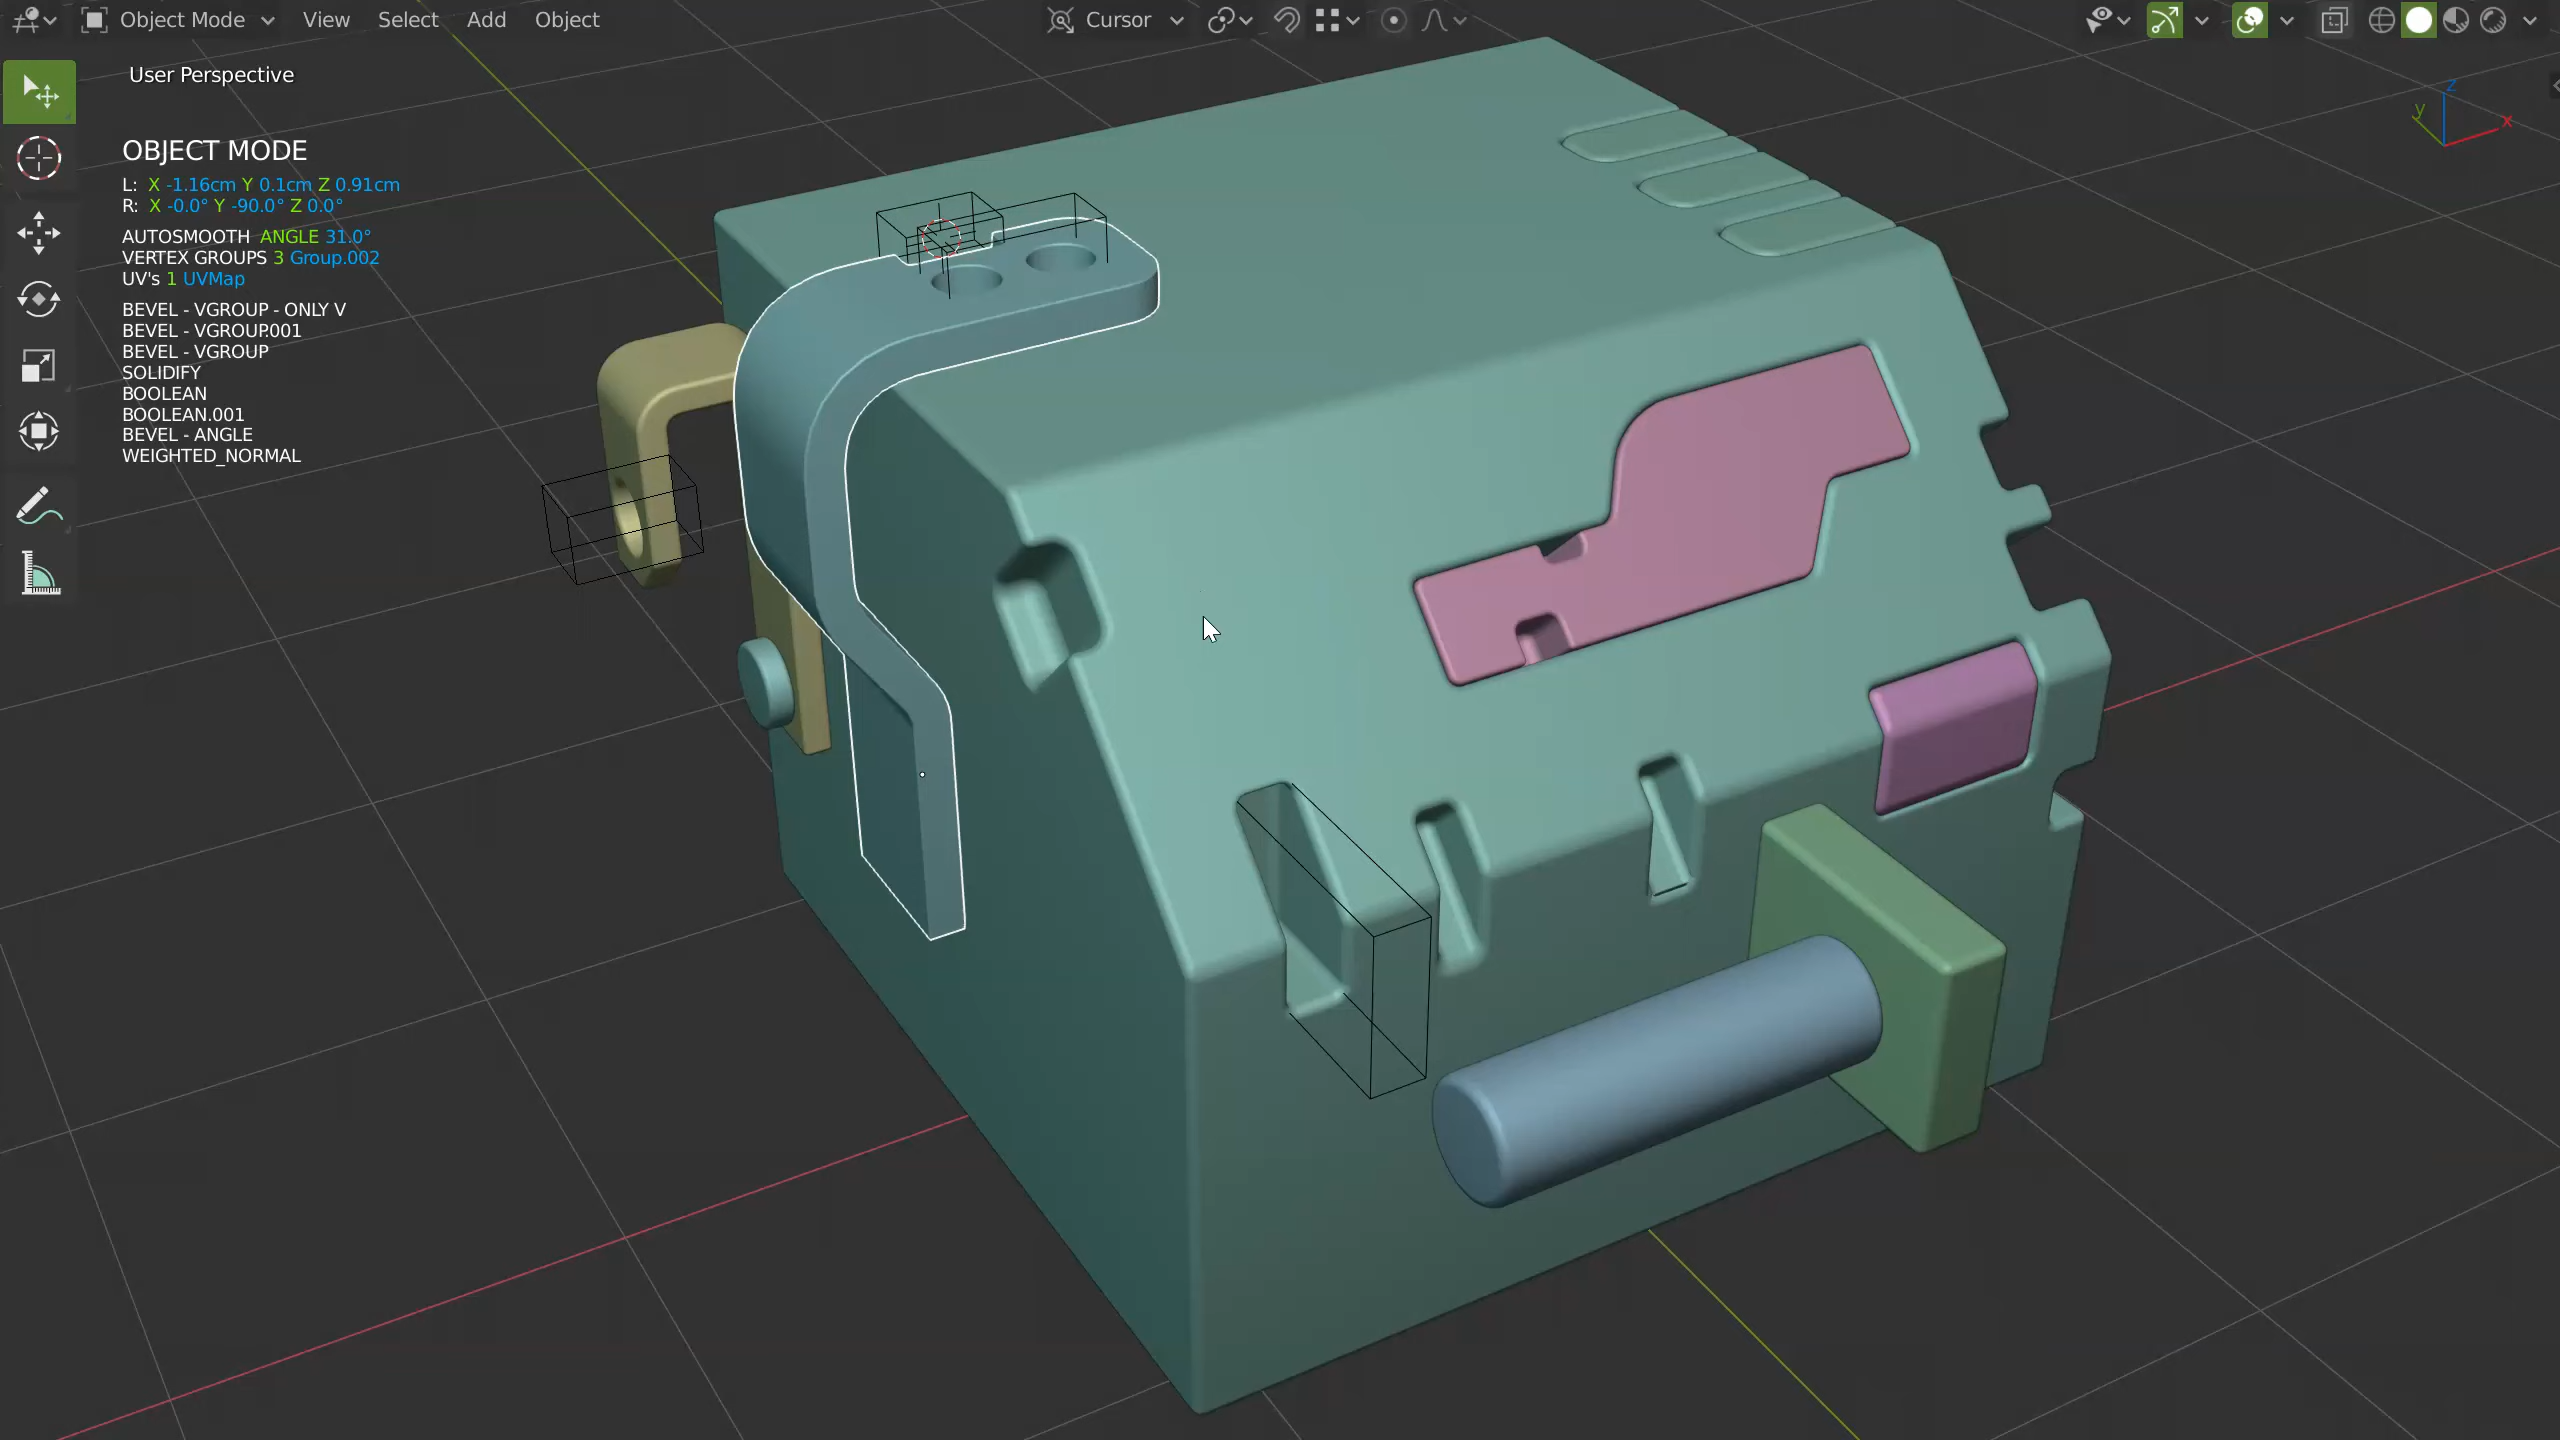 Object Mode View Select Add Object Cursor
User Perspective
OBJECT MODE
L: X -1.16cm Y 0.1cm Z 0.91cm
R: X -0.0° Y -90.0° Z 0.0°
AUTOSMOOTH ANGLE 31.0°
VERTEX GROUPS 3 Group.002
UV's 1 UVMap
BEVEL - VGROUP - ONLY V
BEVEL - VGROUP.001
BEVEL - VGROUP
SOLIDIFY
BOOLEAN
BOOLEAN.001
BEVEL - ANGLE
WEIGHTED_NORMAL
z
y
x